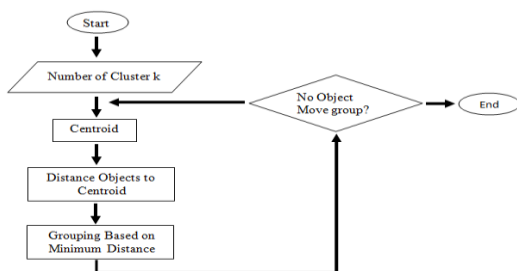 Start
Number of Cluster k
Centroid
Distance Objects to
Centroid
Grouping Based on
Minimum Distance
No Object
Move group?
End